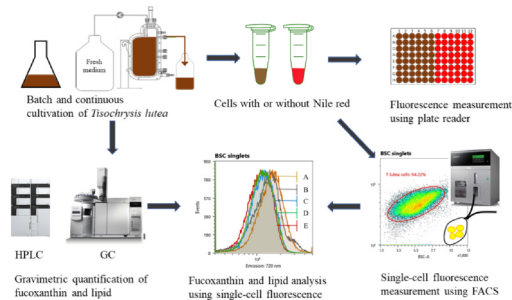 Fresh
medium
Batch and continuous
cultivation of Tisochrysis lutea
Cells with or without Nile red
Fluorescence measurement
using plate reader
HPLC
GC
Gravimetric quantification of
fucoxanthin and lipid
BSC singlets
A
B
C
D
E
Events
Emission 720 nm
Fucoxanthin and lipid analysis
using single-cell fluorescence
BSC singlets
T lutea cells: 94.22%
BSC-A
Single-cell fluorescence
measurement using FACS